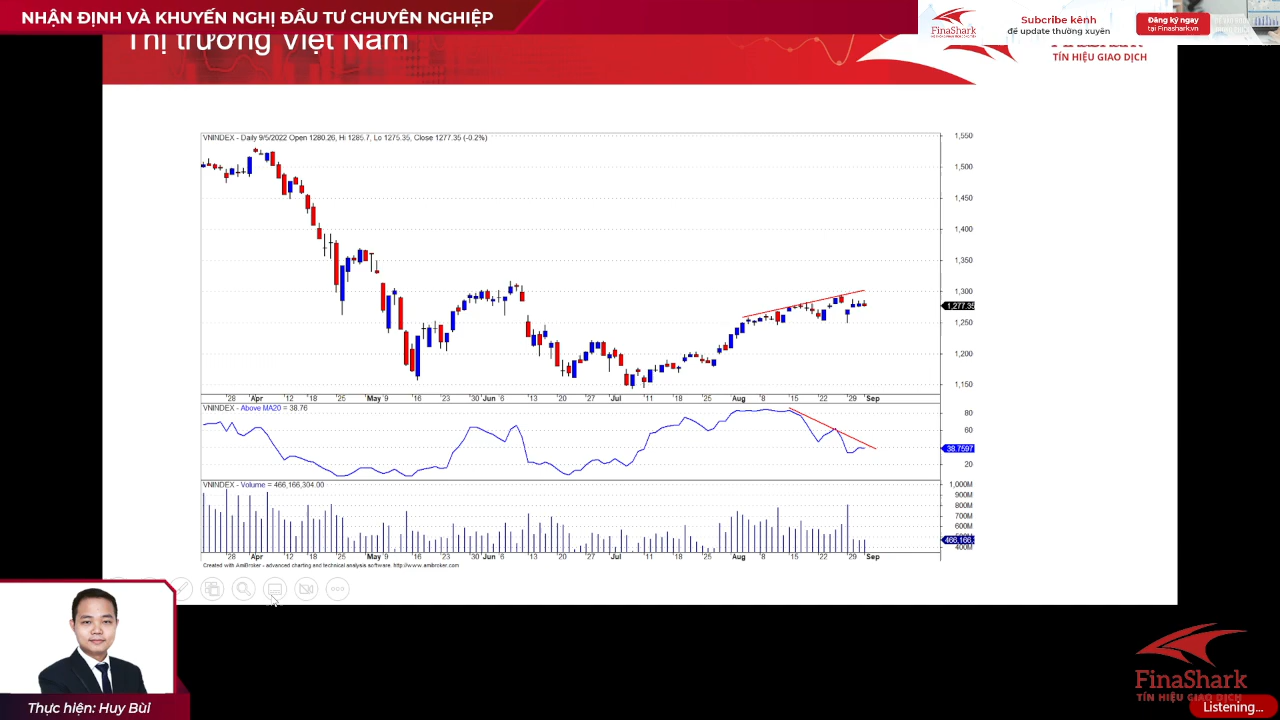 NHẬN ĐỊNH VÀ KHUYẾN NGHỊ ĐẦU TƯ CHUYÊN NGHIỆP
FinaShark
Subcribe kênh
để update thường xuyên
Đăng ký ngay
tại Finashark.vn
Thị trường Việt Nam
TÍN HIỆU GIAO DỊCH
VNINDEX - Daily 9/5/2022 Open 1280.26, Hi 1285.7, Lo 1275.35, Close 1277.35 (-0.2%)
1,550
1,500
1,450
1,400
1,350
1,300
1,277.35
1,250
1,200
1,150
28 Apr 12 18 25 May 9 16 23 30 Jun 6 13 20 27 Jul 11 18 25 Aug 8 15 22 29 Sep
VNINDEX - Above MA20 = 38.76
80
60
38.7597
20
VNINDEX - Volume = 466,166,304.00
1,000M
900M
800M
700M
600M
466,166,
400M
28 Apr 12 18 25 May 9 16 23 30 Jun 6 13 20 27 Jul 11 18 25 Aug 8 15 22 29 Sep
Created with AmiBroker - advanced charting and technical analysis software. http://www.amibroker.com
Thực hiện: Huy Bùi
FinaShark
TÍN HIỆU GIAO DỊCH
Listening...